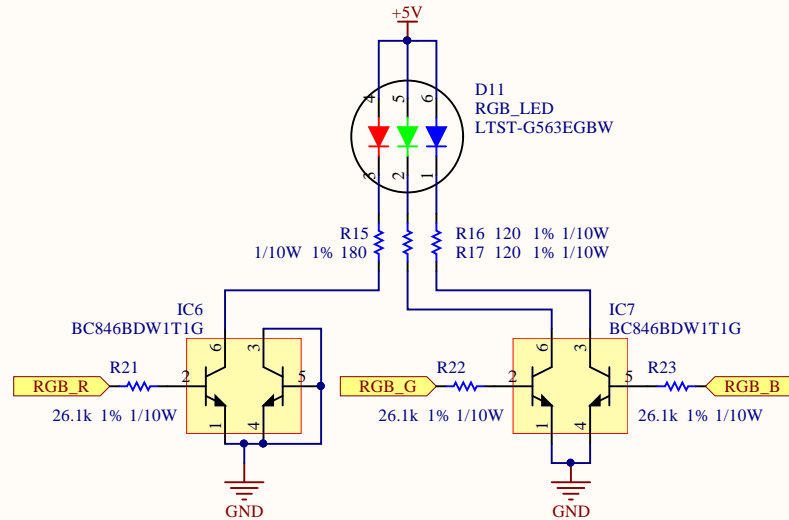 +5V
D11
RGB_LED
LTST-G563EGBW
4
5
6
3
2
1
R15
1/10W 1% 180
R16 120 1% 1/10W
R17 120 1% 1/10W
IC6
BC846BDW1T1G
IC7
BC846BDW1T1G
6
3
6
3
R21
R22
R23
RGB_R
2
5
RGB_G
2
5
RGB_B
26.1k 1% 1/10W
26.1k 1% 1/10W
26.1k 1% 1/10W
1
4
1
4
GND
GND